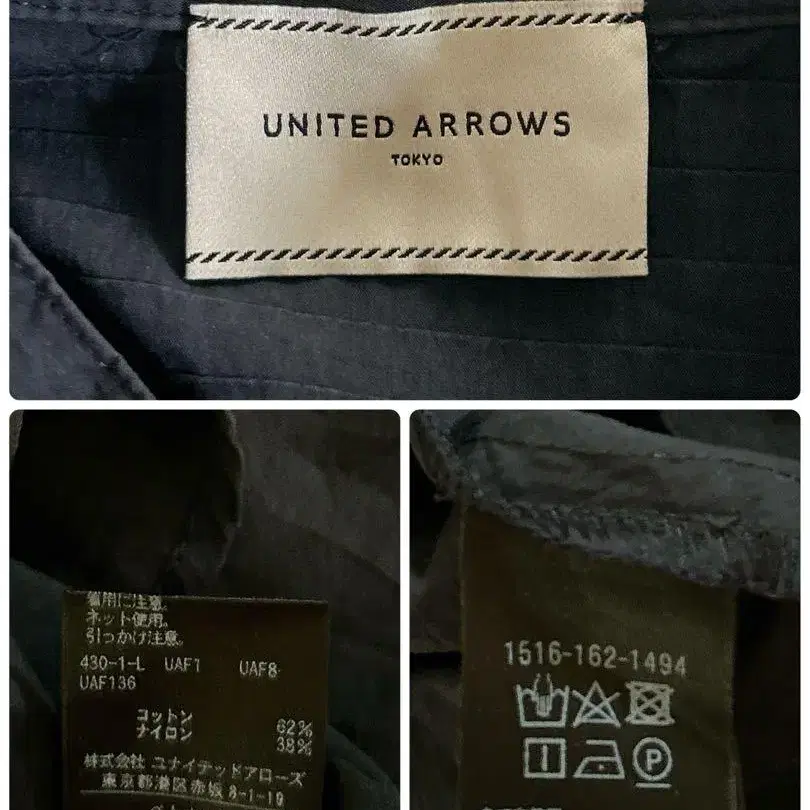 UNITED ARROWS
TOKYO
着用に注意。
ネット使用。
引っかけ注意。
430-1-L UAF1 UAF8
UAF136
コットン 62%
ナイロン 38%
株式会社 ユナイテッドアローズ
東京都港区赤坂 8-1-19
1516-162-1494
P